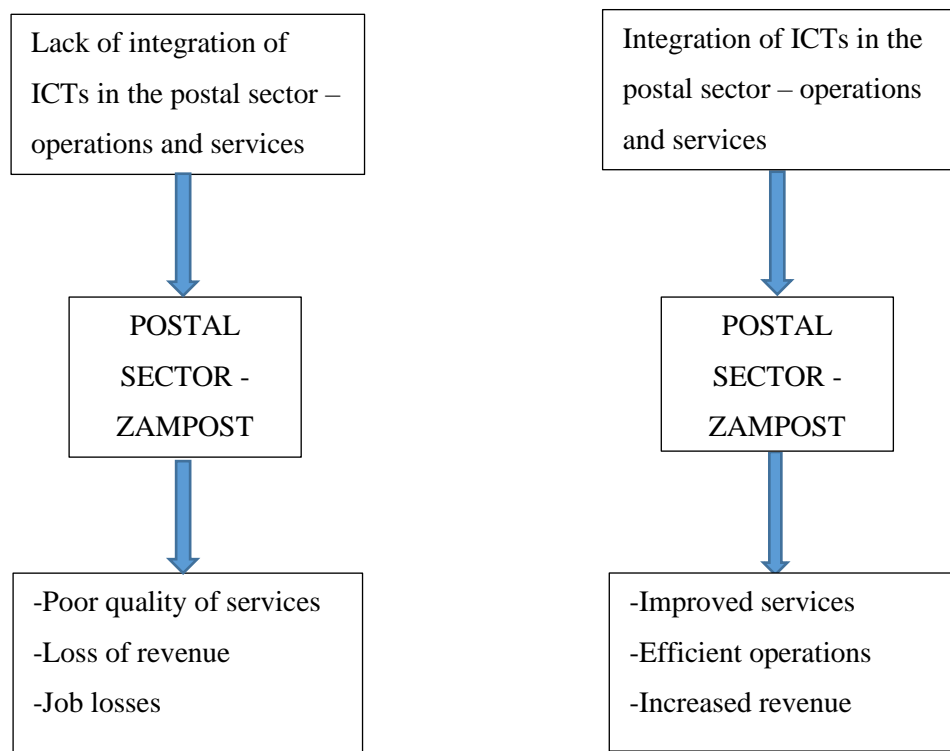 Lack of integration of
ICTs in the postal sector –
operations and services
POSTAL
SECTOR -
ZAMPOST
-Poor quality of services
-Loss of revenue
-Job losses
Integration of ICTs in the
postal sector – operations
and services
POSTAL
SECTOR -
ZAMPOST
-Improved services
-Efficient operations
-Increased revenue